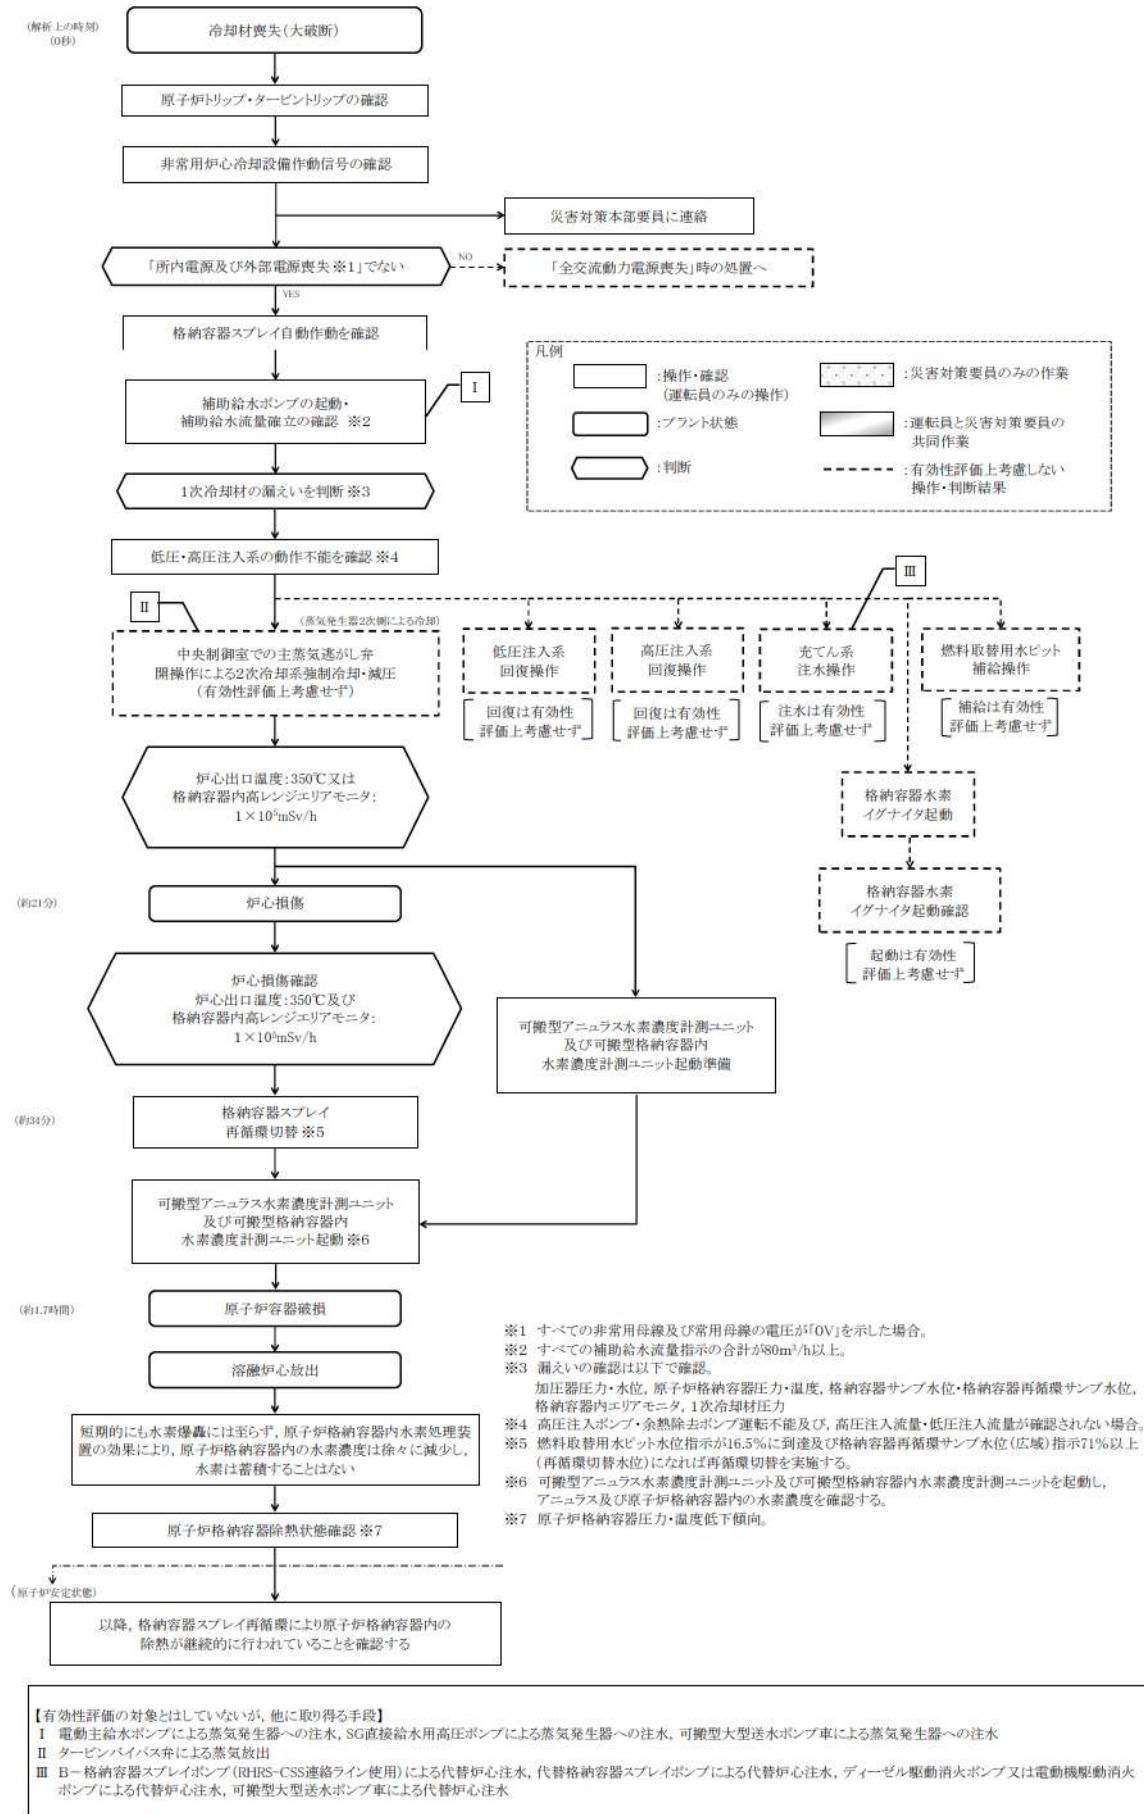 (解析上の時刻)
(0秒)
冷却材喪失(大破断)
原子炉トリップ・タービントリップの確認
非常用炉心冷却設備作動信号の確認
災害対策本部要員に連絡
「所内電源及び外部電源喪失※1」でない
NO
「全交流動力電源喪失」時の処置へ
YES
格納容器スプレイ自動作動を確認
補助給水ポンプの起動・
補助給水流量確立の確認 ※2
I
凡例
:操作・確認
(運転員のみの操作)
:プラント状態
:判断
:災害対策要員のみの作業
:運転員と災害対策要員の
共同作業
:有効性評価上考慮しない
操作・判断結果
1次冷却材の漏えいを判断※3
低圧・高圧注入系の動作不能を確認※4
II
(蒸気発生器2次側による冷却)
III
中央制御室での主蒸気逃がし弁
開操作による2次冷却系強制冷却・減圧
(有効性評価上考慮せず)
低圧注入系
回復操作
回復は有効性
評価上考慮せず
高圧注入系
回復操作
回復は有効性
評価上考慮せず
充てん系
注水操作
注水は有効性
評価上考慮せず
燃料取替用水ピット
補給操作
補給は有効性
評価上考慮せず
炉心出口温度:350℃又は
格納容器内高レンジエリアモニタ:
1×10⁵mSv/h
格納容器水素
イグナイタ起動
格納容器水素
イグナイタ起動確認
起動は有効性
評価上考慮せず
(約21分)
炉心損傷
炉心損傷確認
炉心出口温度:350℃及び
格納容器内高レンジエリアモニタ:
1×10⁵mSv/h
可搬型アニュラス水素濃度計測ユニット
及び可搬型格納容器内
水素濃度計測ユニット起動準備
(約34分)
格納容器スプレイ
再循環切替※5
可搬型アニュラス水素濃度計測ユニット
及び可搬型格納容器内
水素濃度計測ユニット起動※6
(約1.7時間)
原子炉容器破損
溶融炉心放出
短期的にも水素爆轟には至らず，原子炉格納容器内水素処理装
置の効果により，原子炉格納容器内の水素濃度は徐々に減少し，
水素は蓄積することはない
原子炉格納容器除熱状態確認※7
(原子炉安定状態)
以降，格納容器スプレイ再循環により原子炉格納容器内の
除熱が継続的に行われていることを確認する
※1 すべての非常用母線及び常用母線の電圧が「0V」を示した場合。
※2 すべての補助給水流量指示の合計が80m³/h以上。
※3 漏えいの確認は以下で確認。
加圧器圧力・水位，原子炉格納容器圧力・温度，格納容器サンプ水位・格納容器再循環サンプ水位，
格納容器内エリアモニタ，1次冷却材圧力
※4 高圧注入ポンプ・余熱除去ポンプ運転不能及び，高圧注入流量・低圧注入流量が確認されない場合。
※5 燃料取替用水ピット水位指示が16.5%に到達及び格納容器再循環サンプ水位(広域)指示71%以上
(再循環切替水位)になれば再循環切替を実施する。
※6 可搬型アニュラス水素濃度計測ユニット及び可搬型格納容器内水素濃度計測ユニットを起動し，
アニュラス及び原子炉格納容器内の水素濃度を確認する。
※7 原子炉格納容器圧力・温度低下傾向。
【有効性評価の対象とはしていないが，他に取り得る手段】
I 電動主給水ポンプによる蒸気発生器への注水，SG直接給水用高圧ポンプによる蒸気発生器への注水，可搬型大型送水ポンプ車による蒸気発生器への注水
II タービンバイパス弁による蒸気放出
III B-格納容器スプレイポンプ(RHRS-CSS連絡ライン使用)による代替炉心注水，代替格納容器スプレイポンプによる代替炉心注水，ディーゼル駆動消火ポンプ又は電動機駆動消火
ポンプによる代替炉心注水，可搬型大型送水ポンプ車による代替炉心注水